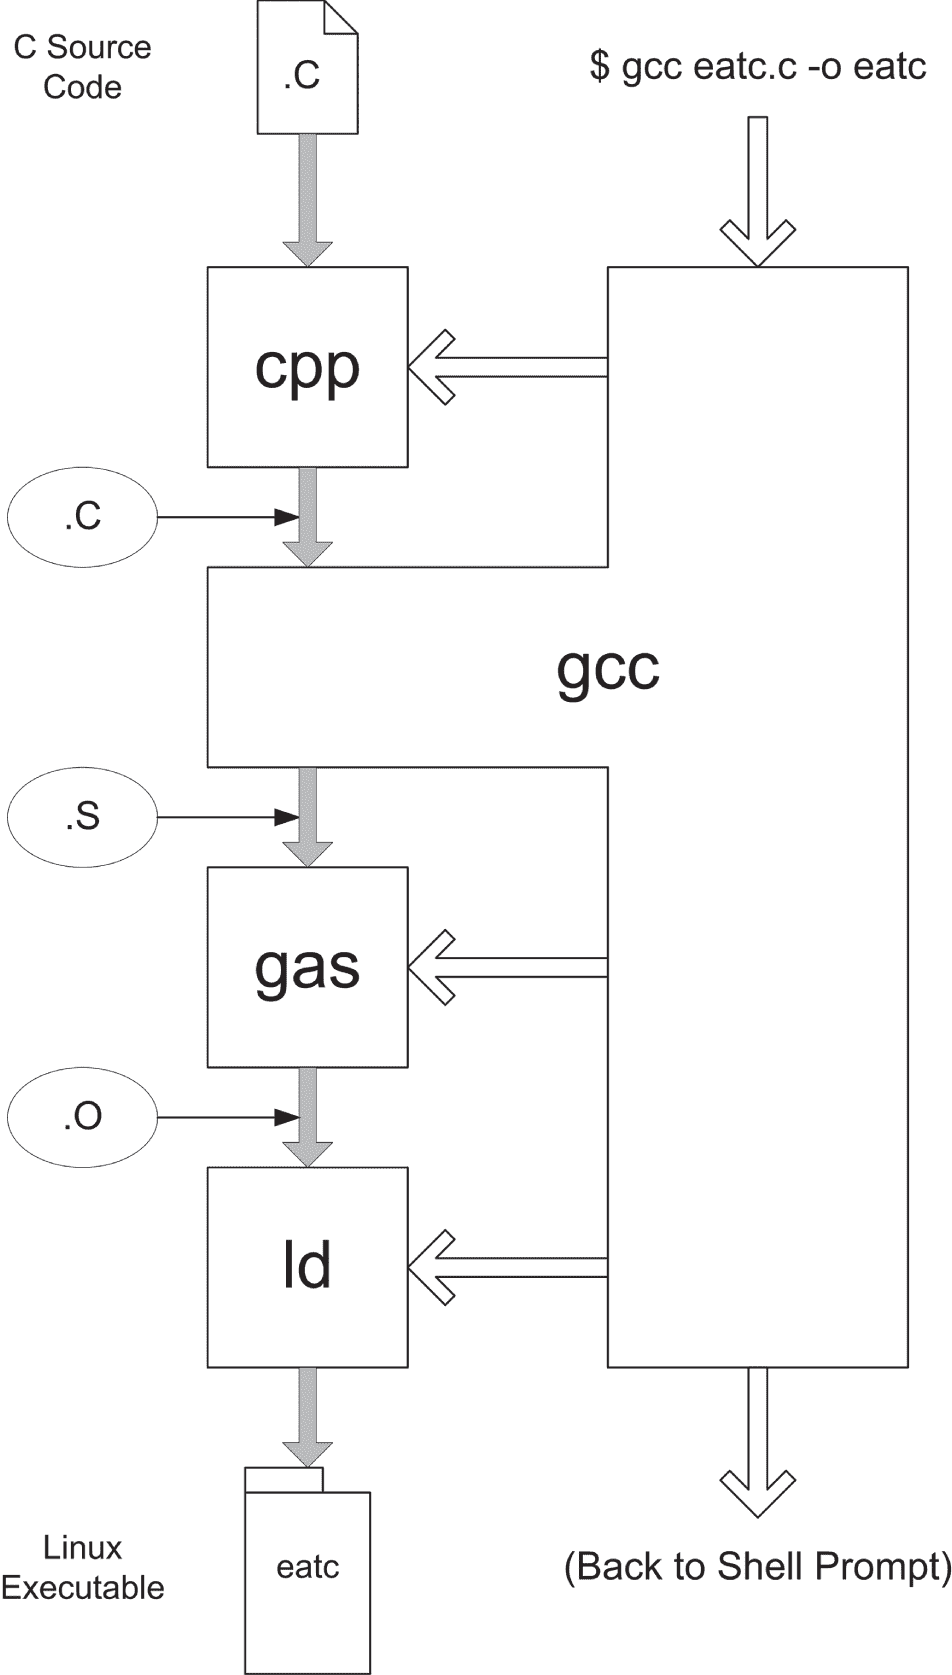 C Source
Code
.C
$ gcc eatc.c -o eatc
cpp
.C
gcc
.S
gas
.O
ld
Linux
Executable
eatc
(Back to Shell Prompt)